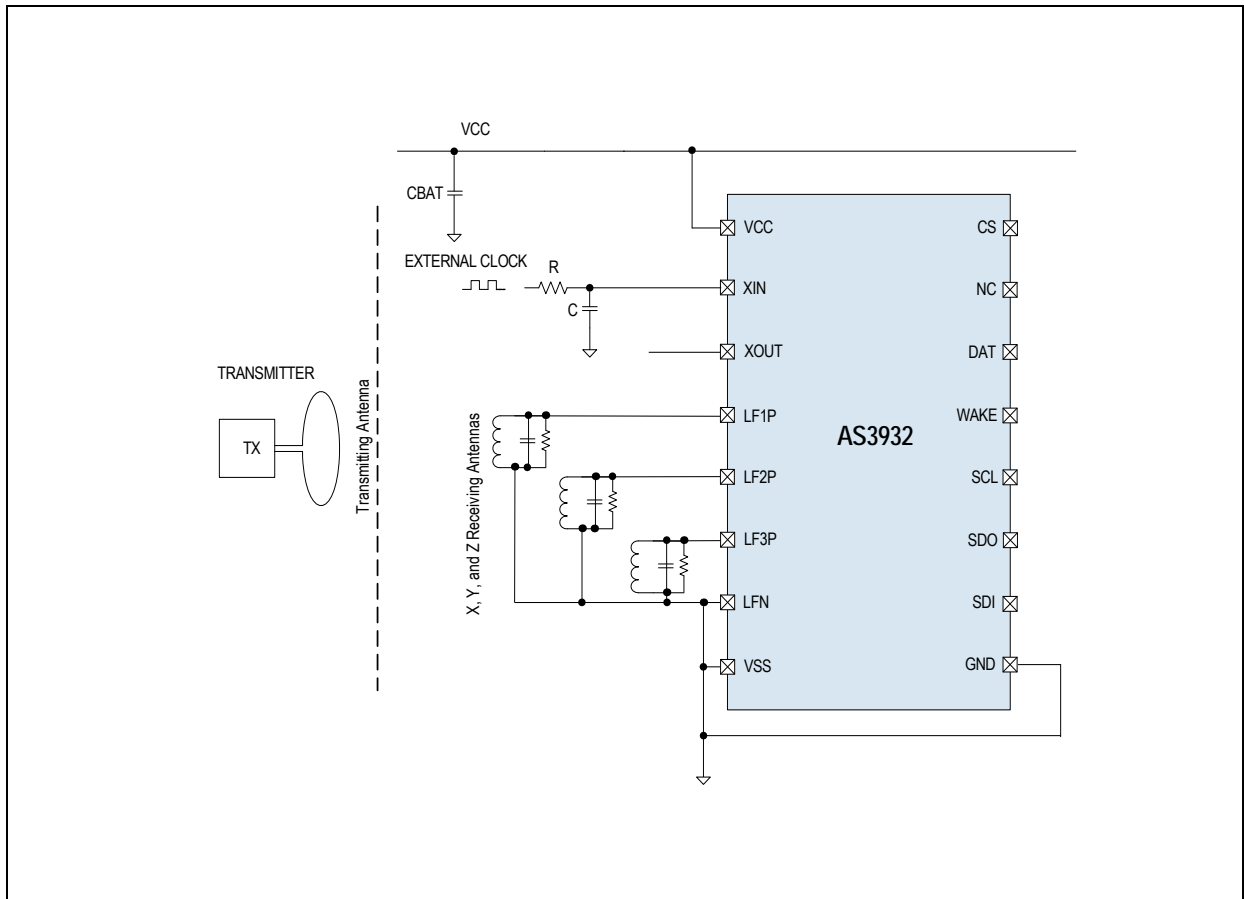 VCC
CBAT
EXTERNAL CLOCK
R
C
TRANSMITTER
TX
Transmitting Antenna
X, Y, and Z Receiving Antennas
VCC
XIN
XOUT
LF1P
LF2P
LF3P
LFN
VSS
AS3932
CS
NC
DAT
WAKE
SCL
SDO
SDI
GND